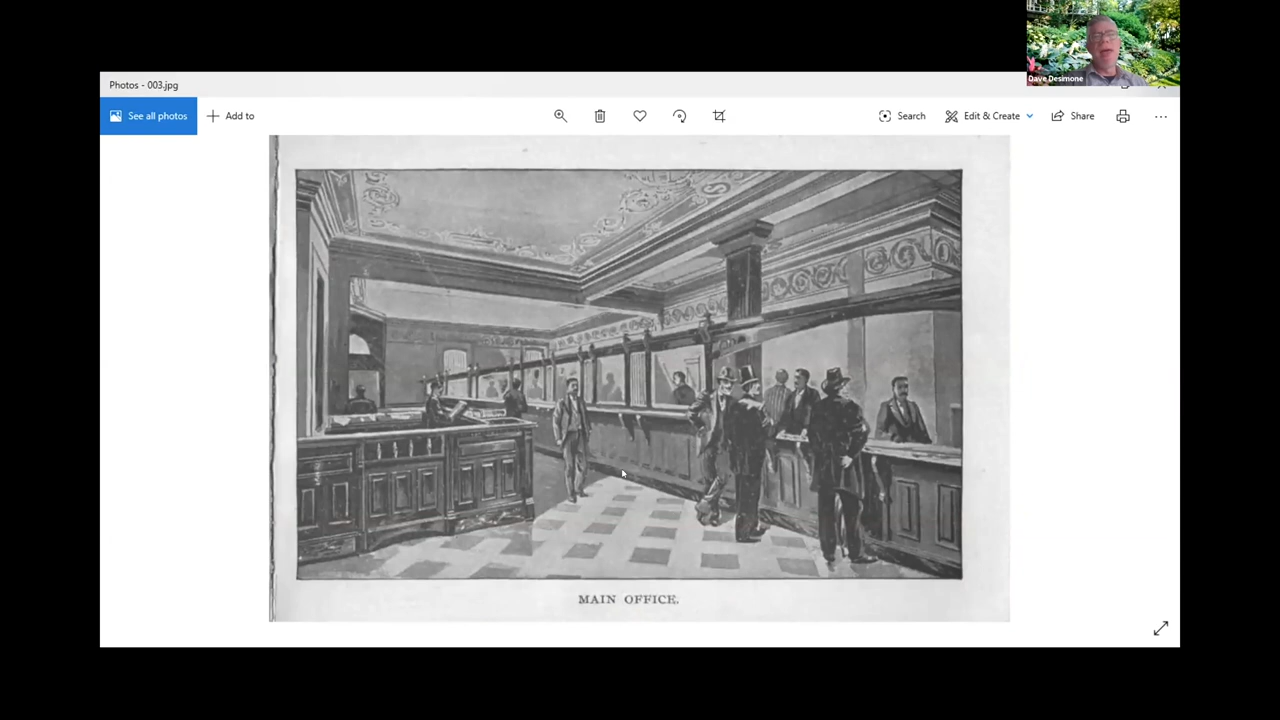 Dave Desimone
Photos - 003.jpg
See all photos
Add to
Search
Edit & Create
Share
MAIN OFFICE.